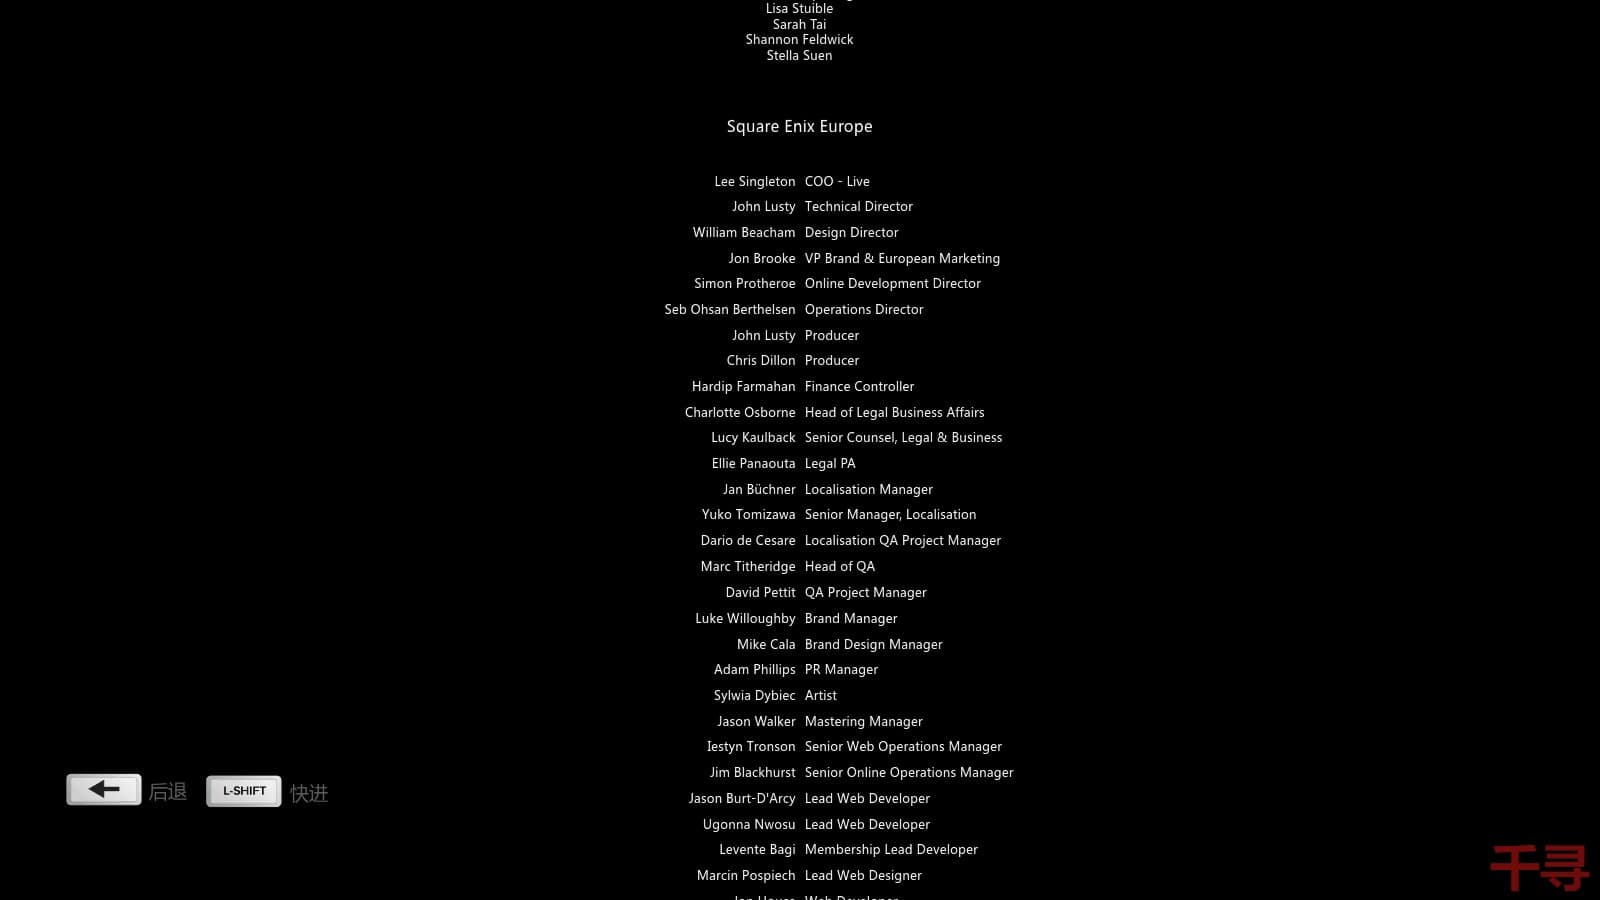 Lisa Stuible
Sarah Tai
Shannon Feldwick
Stella Suen
Square Enix Europe
Lee Singleton COO - Live
John Lusty Technical Director
William Beacham Design Director
Jon Brooke VP Brand & European Marketing
Simon Protheroe Online Development Director
Seb Ohsan Berthelsen Operations Director
John Lusty Producer
Chris Dillon Producer
Hardip Farmahan Finance Controller
Charlotte Osborne Head of Legal Business Affairs
Lucy Kaulback Senior Counsel, Legal & Business
Ellie Panaouta Legal PA
Jan Büchner Localisation Manager
Yuko Tomizawa Senior Manager, Localisation
Dario de Cesare Localisation QA Project Manager
Marc Titheridge Head of QA
David Pettit QA Project Manager
Luke Willoughby Brand Manager
Mike Cala Brand Design Manager
Adam Phillips PR Manager
Sylwia Dybiec Artist
Jason Walker Mastering Manager
Iestyn Tronson Senior Web Operations Manager
Jim Blackhurst Senior Online Operations Manager
Jason Burt-D'Arcy Lead Web Developer
Ugonna Nwosu Lead Web Developer
Levente Bagi Membership Lead Developer
Marcin Pospiech Lead Web Designer
后退 L-SHIFT 快进
千寻